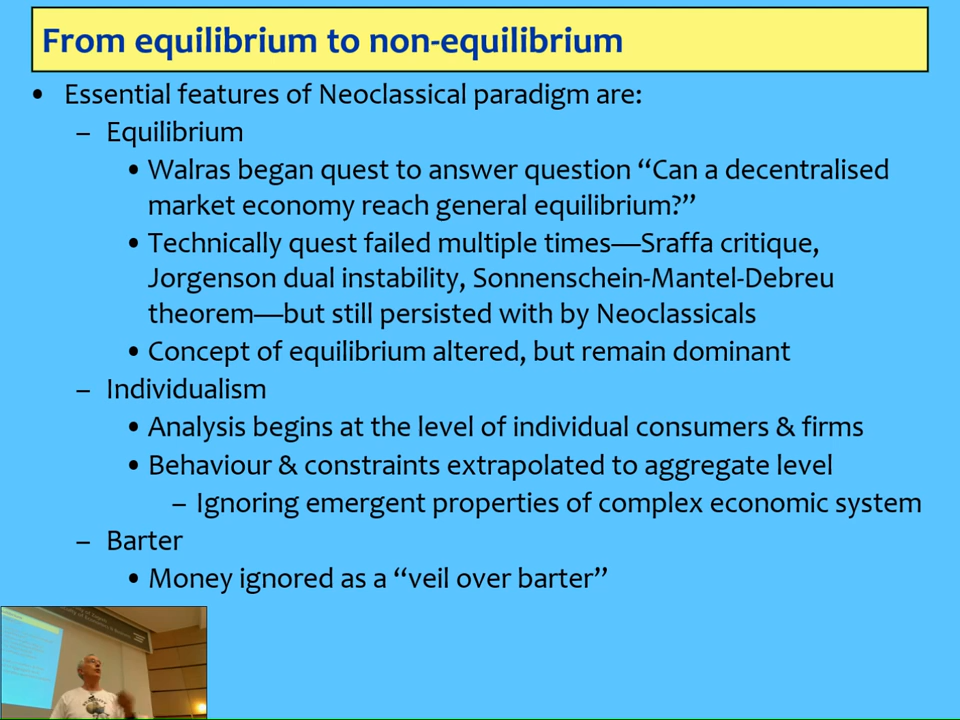 From equilibrium to non-equilibrium
• Essential features of Neoclassical paradigm are:
– Equilibrium
• Walras began quest to answer question “Can a decentralised
market economy reach general equilibrium?”
• Technically quest failed multiple times—Sraffa critique,
Jorgenson dual instability, Sonnenschein-Mantel-Debreu
theorem—but still persisted with by Neoclassicals
• Concept of equilibrium altered, but remain dominant
– Individualism
• Analysis begins at the level of individual consumers & firms
• Behaviour & constraints extrapolated to aggregate level
– Ignoring emergent properties of complex economic system
– Barter
• Money ignored as a “veil over barter”